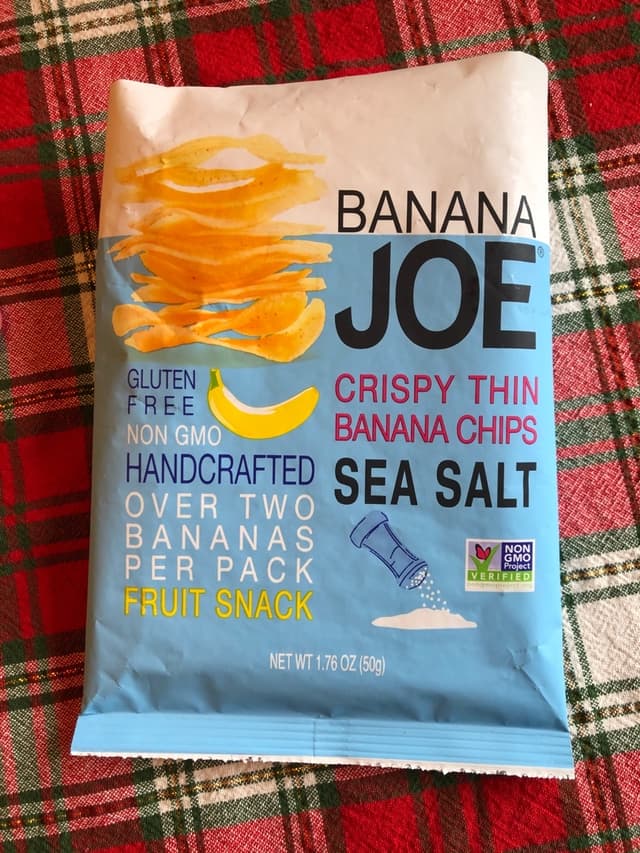 BANANA
JOE®
CRISPY THIN
BANANA CHIPS
SEA SALT
GLUTEN
FREE
NON GMO
HANDCRAFTED
OVER TWO
BANANAS
PER PACK
FRUIT SNACK
NON
GMO
Project
VERIFIED
NET WT 1.76 OZ (50g)